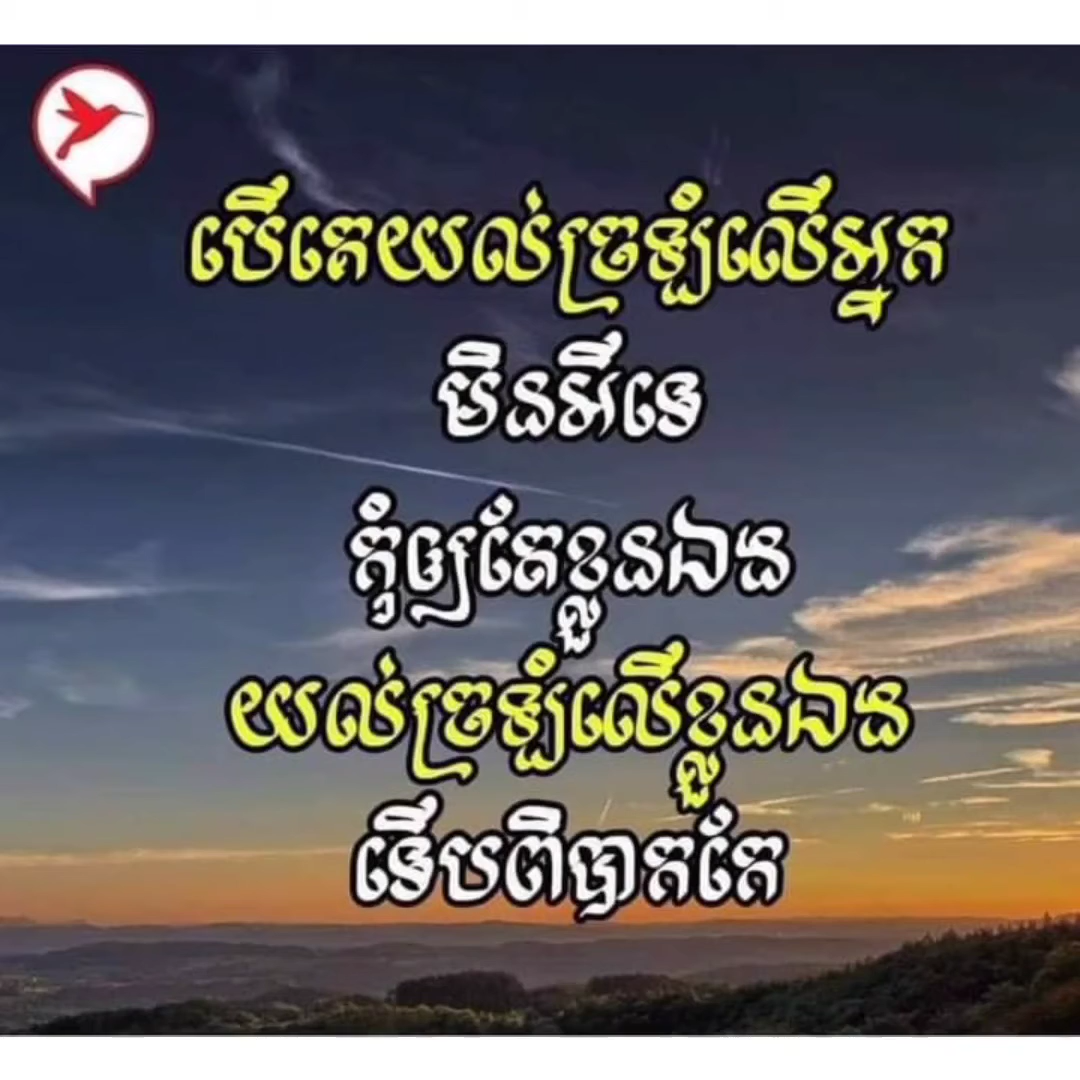 បើគេយល់ច្រឡំលើអ្នក
មិនអីទេ
កុំឲ្យតែខ្លួនឯង
យល់ច្រឡំលើខ្លួនឯង
ទើបពិបាកកែ